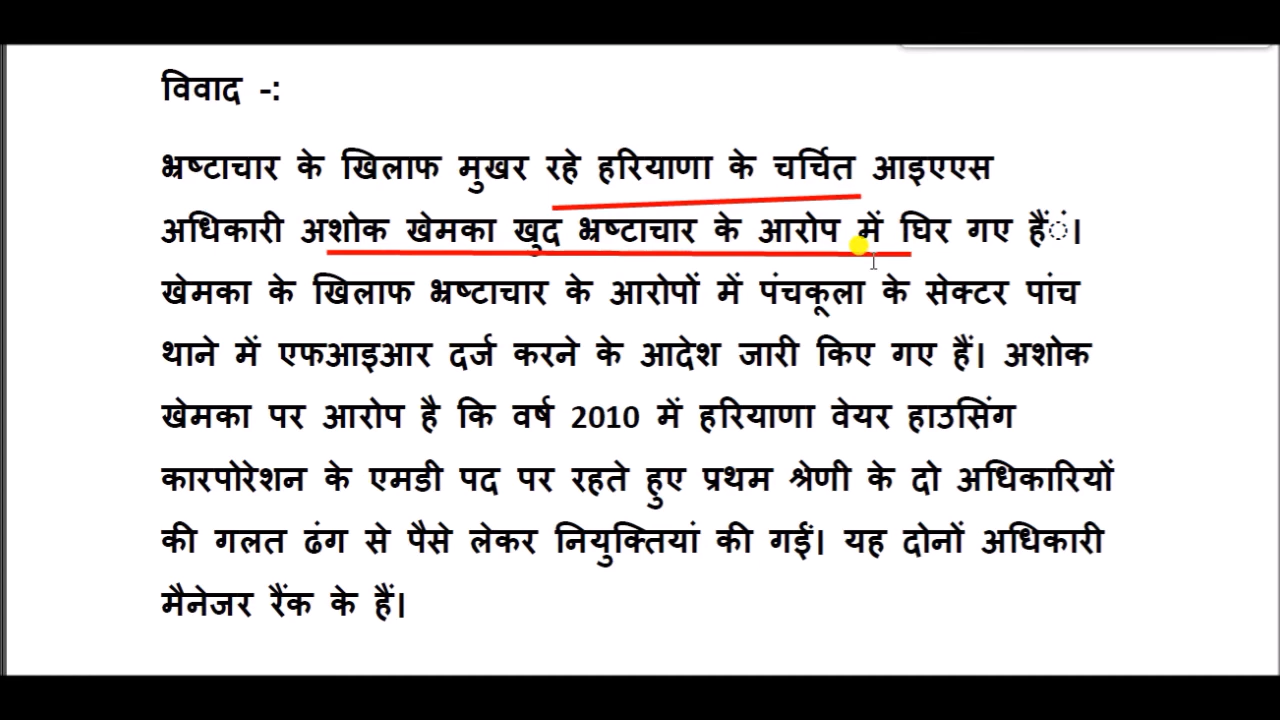 विवाद -:
भ्रष्टाचार के खिलाफ मुखर रहे हरियाणा के चर्चित आइएएस
अधिकारी अशोक खेमका खुद भ्रष्टाचार के आरोप में घिर गए हैंं।
खेमका के खिलाफ भ्रष्टाचार के आरोपों में पंचकूला के सेक्टर पांच
थाने में एफआइआर दर्ज करने के आदेश जारी किए गए हैं। अशोक
खेमका पर आरोप है कि वर्ष 2010 में हरियाणा वेयर हाउसिंग
कारपोरेशन के एमडी पद पर रहते हुए प्रथम श्रेणी के दो अधिकारियों
की गलत ढंग से पैसे लेकर नियुक्तियां की गईं। यह दोनों अधिकारी
मैनेजर रैंक के हैं।